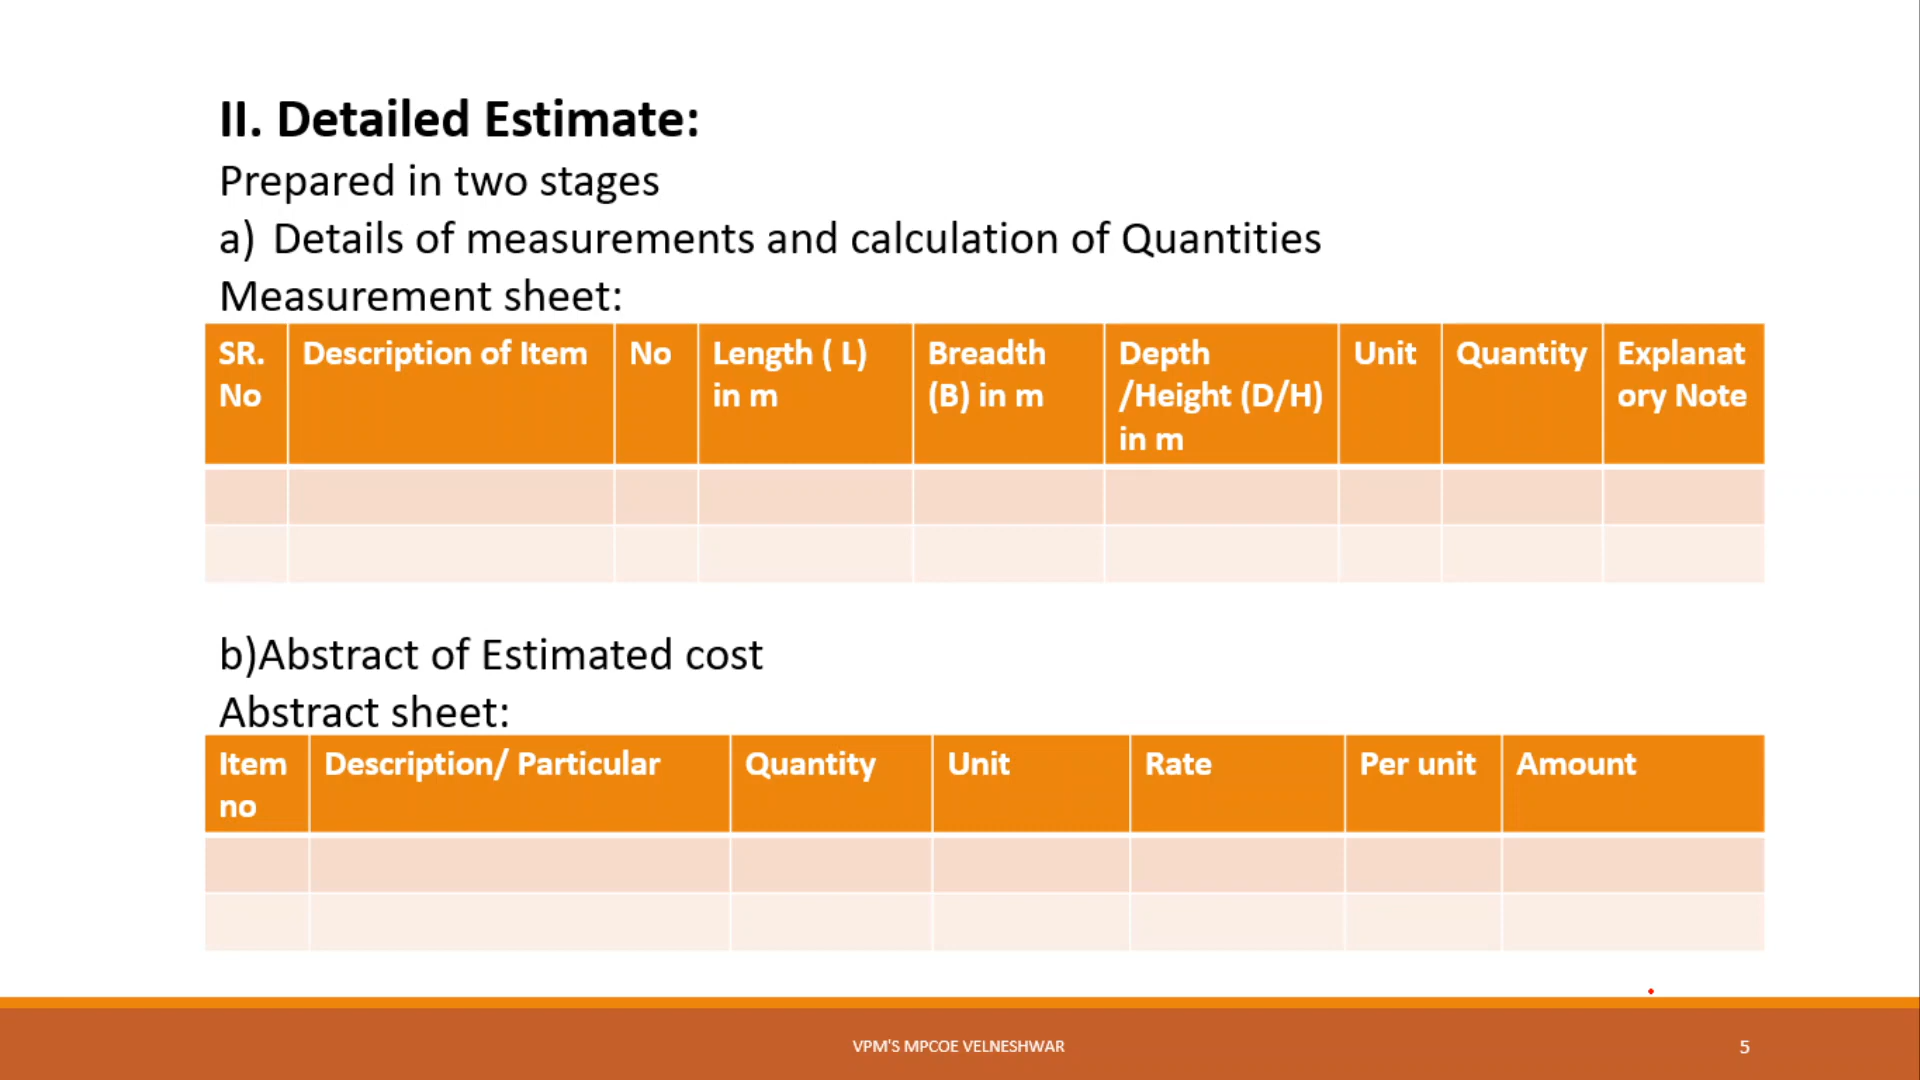 II. Detailed Estimate:
Prepared in two stages
a) Details of measurements and calculation of Quantities
Measurement sheet:
SR. No Description of Item No Length ( L) in m Breadth (B) in m Depth /Height (D/H) in m Unit Quantity Explanat ory Note
b)Abstract of Estimated cost
Abstract sheet:
Item no Description/ Particular Quantity Unit Rate Per unit Amount
VPM'S MPCOE VELNESHWAR
5